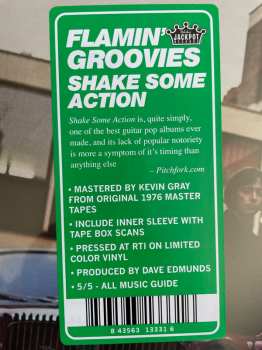 FLAMIN'
GROOVIES
JACKPOT
RECORDS
SHAKE SOME
ACTION
Shake Some Action is, quite simply,
one of the best guitar pop albums ever
made, and its lack of popular notoriety
is more a symptom of it's timing than
anything else
– Pitchfork.com
• MASTERED BY KEVIN GRAY
FROM ORIGINAL 1976 MASTER
TAPES
• INCLUDE INNER SLEEVE WITH
TAPE BOX SCANS
• PRESSED AT RTI ON LIMITED
COLOR VINYL
• PRODUCED BY DAVE EDMUNDS
• 5/5 - ALL MUSIC GUIDE
8 43563 13331 6